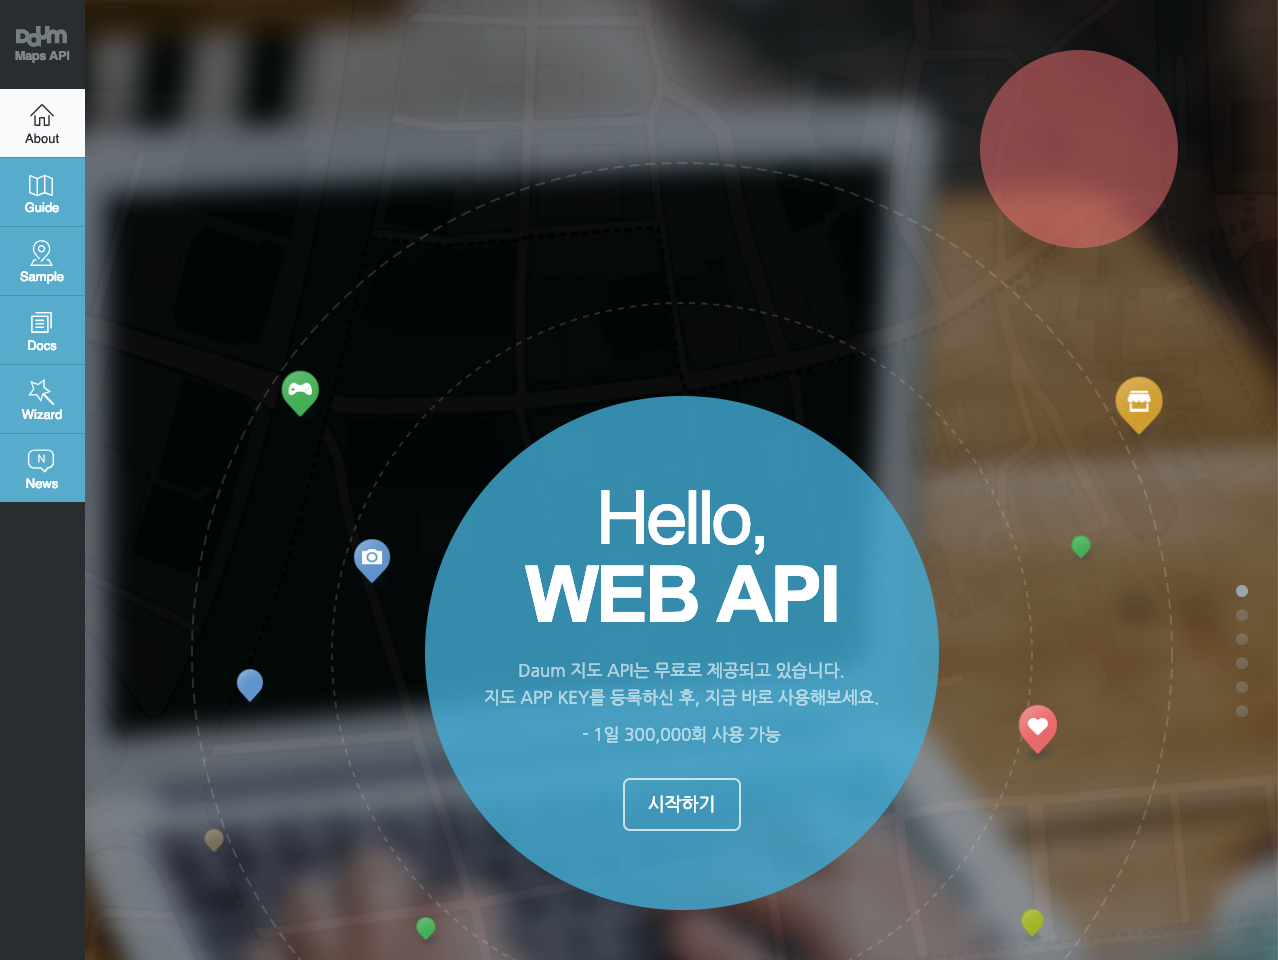 Daum
Maps API
About
Guide
Sample
Docs
Wizard
N
News
Hello,
WEB API
Daum 지도 API는 무료로 제공되고 있습니다.
지도 APP KEY를 등록하신 후, 지금 바로 사용해보세요.
- 1일 300,000회 사용 가능
시작하기